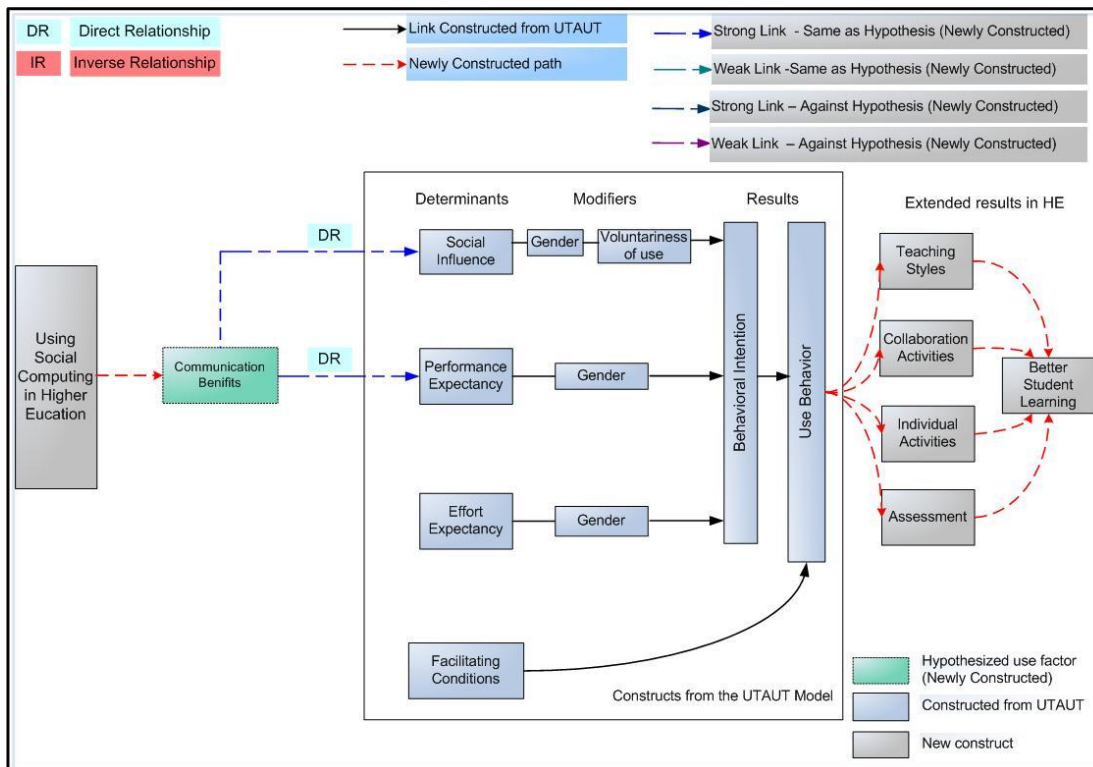 DR
Direct Relationship
IR
Inverse Relationship
Link Constructed from UTAUT
Newly Constructed path
Strong Link - Same as Hypothesis (Newly Constructed)
Weak Link -Same as Hypothesis (Newly Constructed)
Strong Link – Against Hypothesis (Newly Constructed)
Weak Link – Against Hypothesis (Newly Constructed)
Determinants
Modifiers
Results
Extended results in HE
DR
Social
Influence
Gender
Voluntariness
of use
Teaching
Styles
Using
Social
Computing
in Higher
Eucation
Communication
Benifits
DR
Performance
Expectancy
Gender
Behavioral Intention
Use Behavior
Collaboration
Activities
Better
Student
Learning
Individual
Activities
Effort
Expectancy
Gender
Assessment
Facilitating
Conditions
Constructs from the UTAUT Model
Hypothesized use factor
(Newly Constructed)
Constructed from UTAUT
New construct